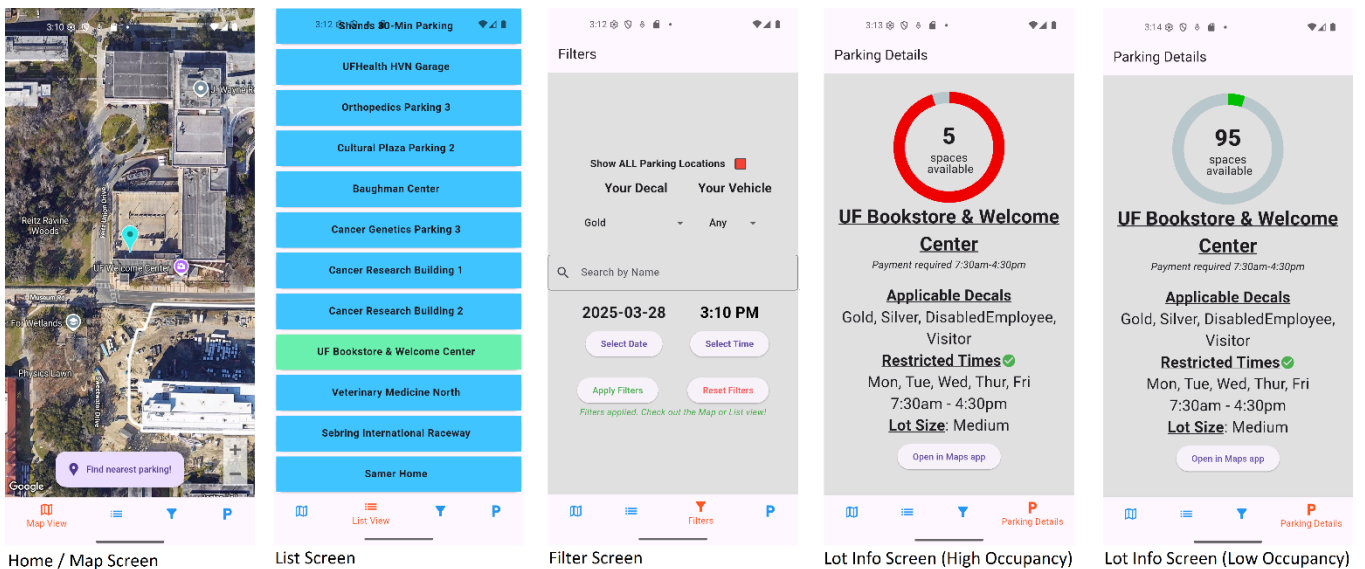 3:10
J. Wayne Re
Reitz Union Drive
Reitz Ravine
Woods
UF Welcome Center
Museum Rd
For Wetlands
Physics Lawn
Find nearest parking!
+
−
Google
Map View
P
Home / Map Screen
3:12
Shands 30-Min Parking
UFHealth HVN Garage
Orthopedics Parking 3
Cultural Plaza Parking 2
Baughman Center
Cancer Genetics Parking 3
Cancer Research Building 1
Cancer Research Building 2
UF Bookstore & Welcome Center
Veterinary Medicine North
Sebring International Raceway
Samer Home
List View
P
List Screen
3:12
Filters
Show ALL Parking Locations
Your Decal Your Vehicle
Gold Any
Search by Name
2025-03-28 3:10 PM
Select Date Select Time
Apply Filters Reset Filters
Filters applied. Check out the Map or List view!
Filters
P
Filter Screen
3:13
Parking Details
5
spaces
available
UF Bookstore & Welcome
Center
Payment required 7:30am-4:30pm
Applicable Decals
Gold, Silver, DisabledEmployee,
Visitor
Restricted Times
Mon, Tue, Wed, Thur, Fri
7:30am - 4:30pm
Lot Size: Medium
Open in Maps app
P
Parking Details
Lot Info Screen (High Occupancy)
3:14
Parking Details
95
spaces
available
UF Bookstore & Welcome
Center
Payment required 7:30am-4:30pm
Applicable Decals
Gold, Silver, DisabledEmployee,
Visitor
Restricted Times
Mon, Tue, Wed, Thur, Fri
7:30am - 4:30pm
Lot Size: Medium
Open in Maps app
P
Parking Details
Lot Info Screen (Low Occupancy)